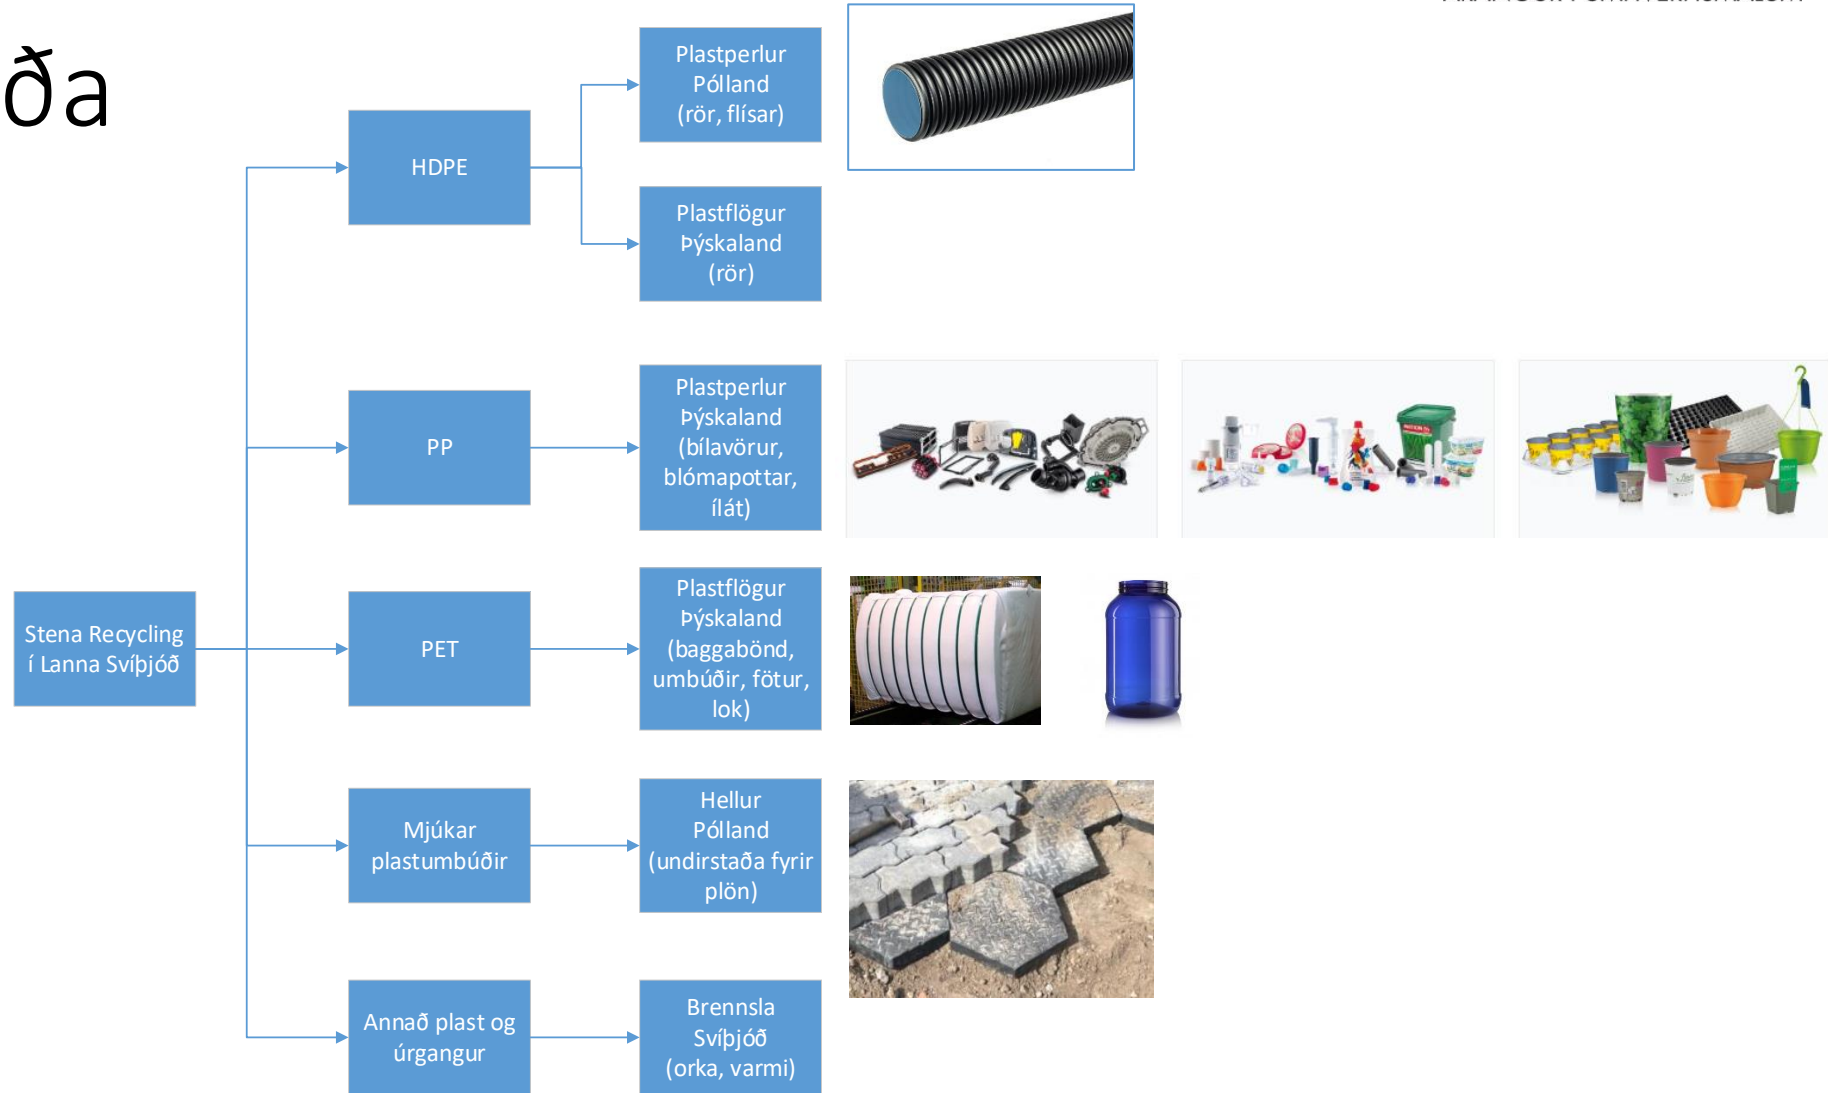 ða
Plastperlur
Pólland
(rör, flísar)
HDPE
Plastflögur
Þýskaland
(rör)
Plastperlur
Þýskaland
(bílavörur,
blómapottar,
ílát)
PP
Plastflögur
Þýskaland
(baggabönd,
umbúðir, fötur,
lok)
Stena Recycling
í Lanna Svíþjóð
PET
Hellur
Pólland
(undirstaða fyrir
plön)
Mjúkar
plastumbúðir
Brennsla
Svíþjóð
(orka, varmi)
Annað plast og
úrgangur